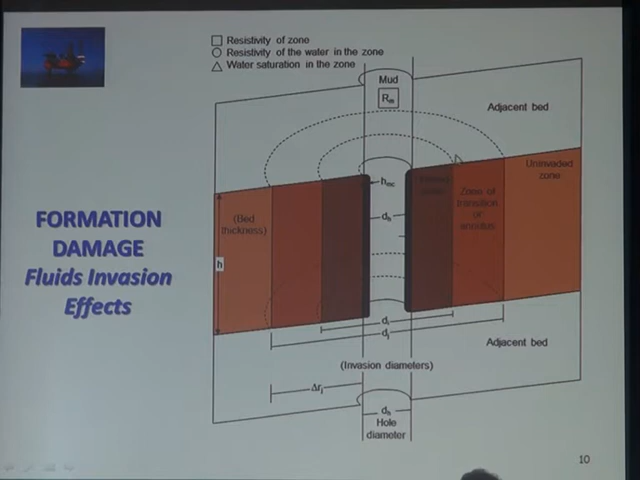 Resistivity of zone
Resistivity of the water in the zone
Water saturation in the zone
Mud
Rm
Adjacent bed
Uninvaded
zone
hmc
(Bed
thickness)
Zone of
transition
or
annulus
dh
h
FORMATION
DAMAGE
Fluids Invasion
Effects
di
dj
Adjacent bed
(Invasion diameters)
Δrj
dh
Hole
diameter
10